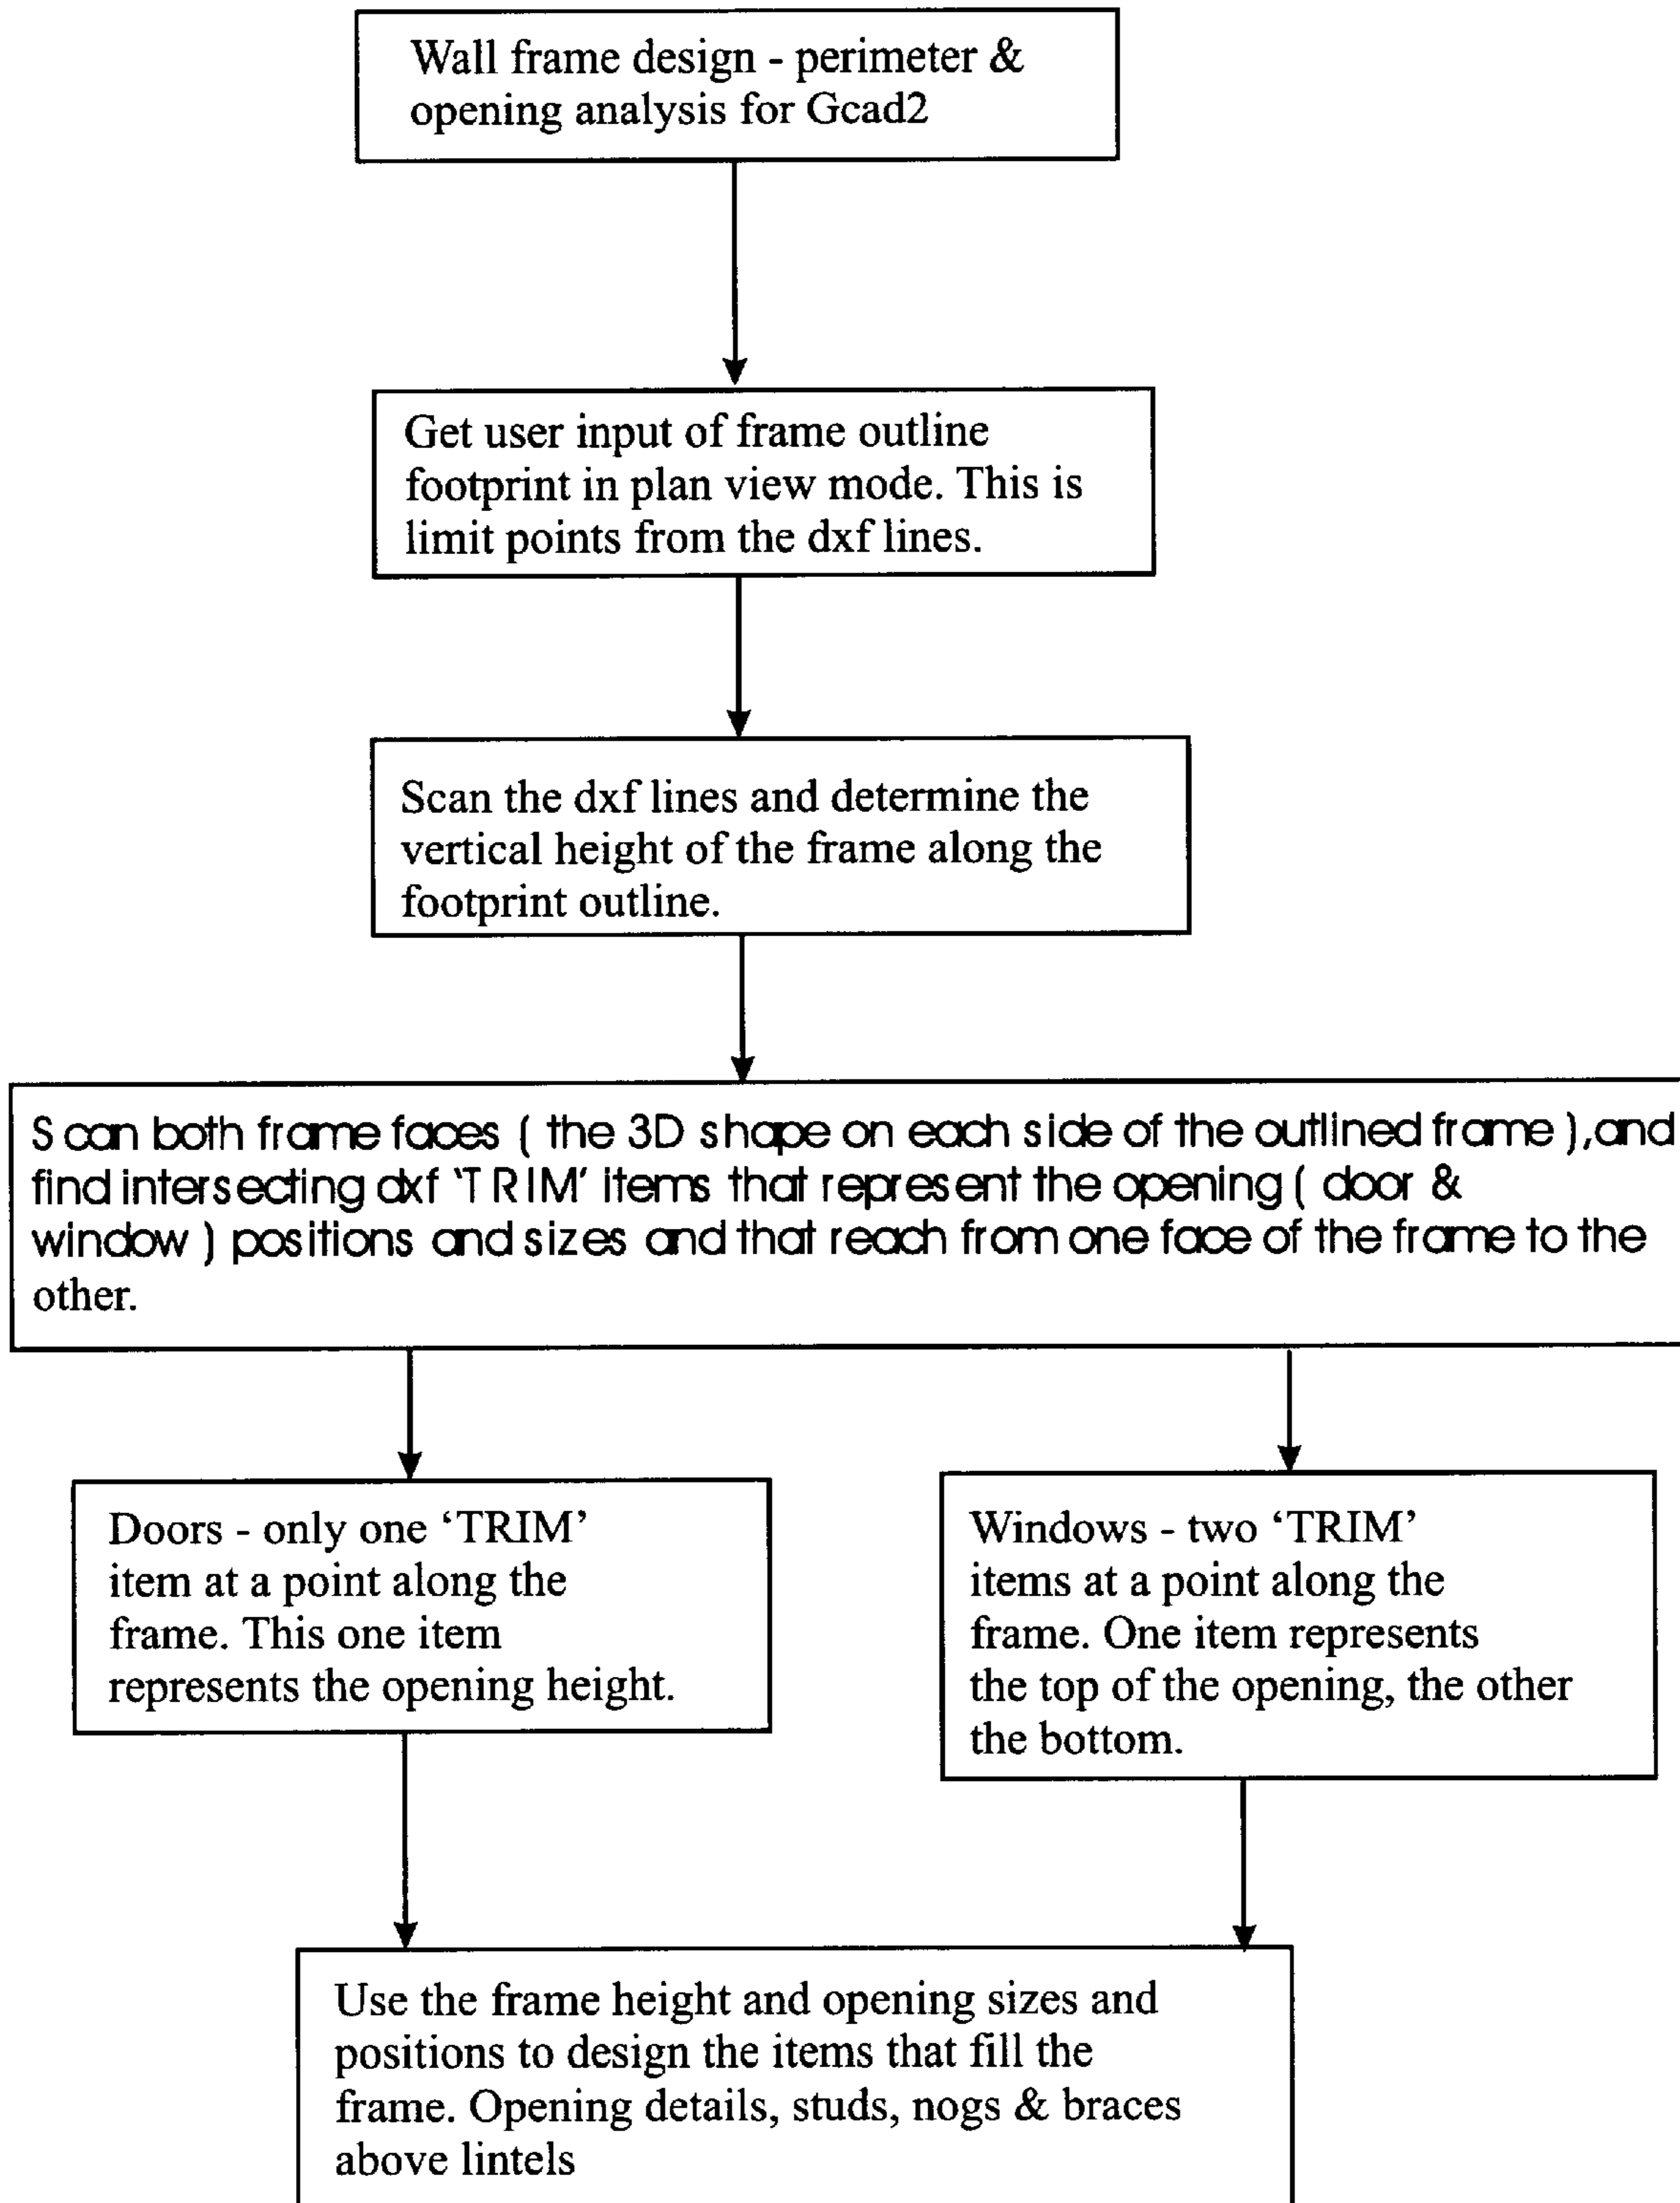 Wall frame design - perimeter &
opening analysis for Gcad2
Get user input of frame outline
footprint in plan view mode. This is
limit points from the dxf lines.
Scan the dxf lines and determine the
vertical height of the frame along the
footprint outline.
Scan both frame faces ( the 3D shape on each side of the outlined frame ),and
find intersecting dxf 'TRIM' items that represent the opening ( door &
window ) positions and sizes and that reach from one face of the frame to the
other.
Doors - only one ‘TRIM’
item at a point along the
frame. This one item
represents the opening height.
Windows - two ‘TRIM’
items at a point along the
frame. One item represents
the top of the opening, the other
the bottom.
Use the frame height and opening sizes and
positions to design the items that fill the
frame. Opening details, studs, nogs & braces
above lintels